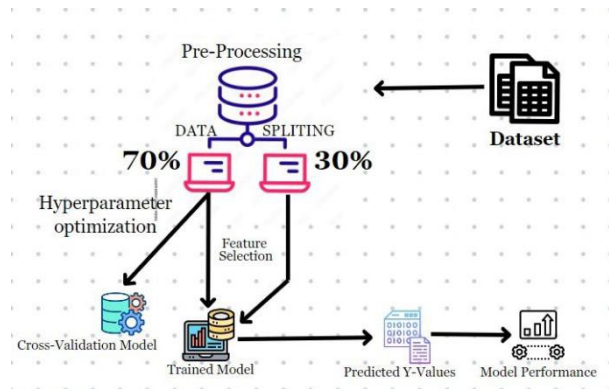 Pre-Processing
DATA SPLITING
Dataset
70%
30%
Hyperparameter
optimization
Feature
Selection
Cross-Validation Model
Trained Model
Predicted Y-Values
Model Performance